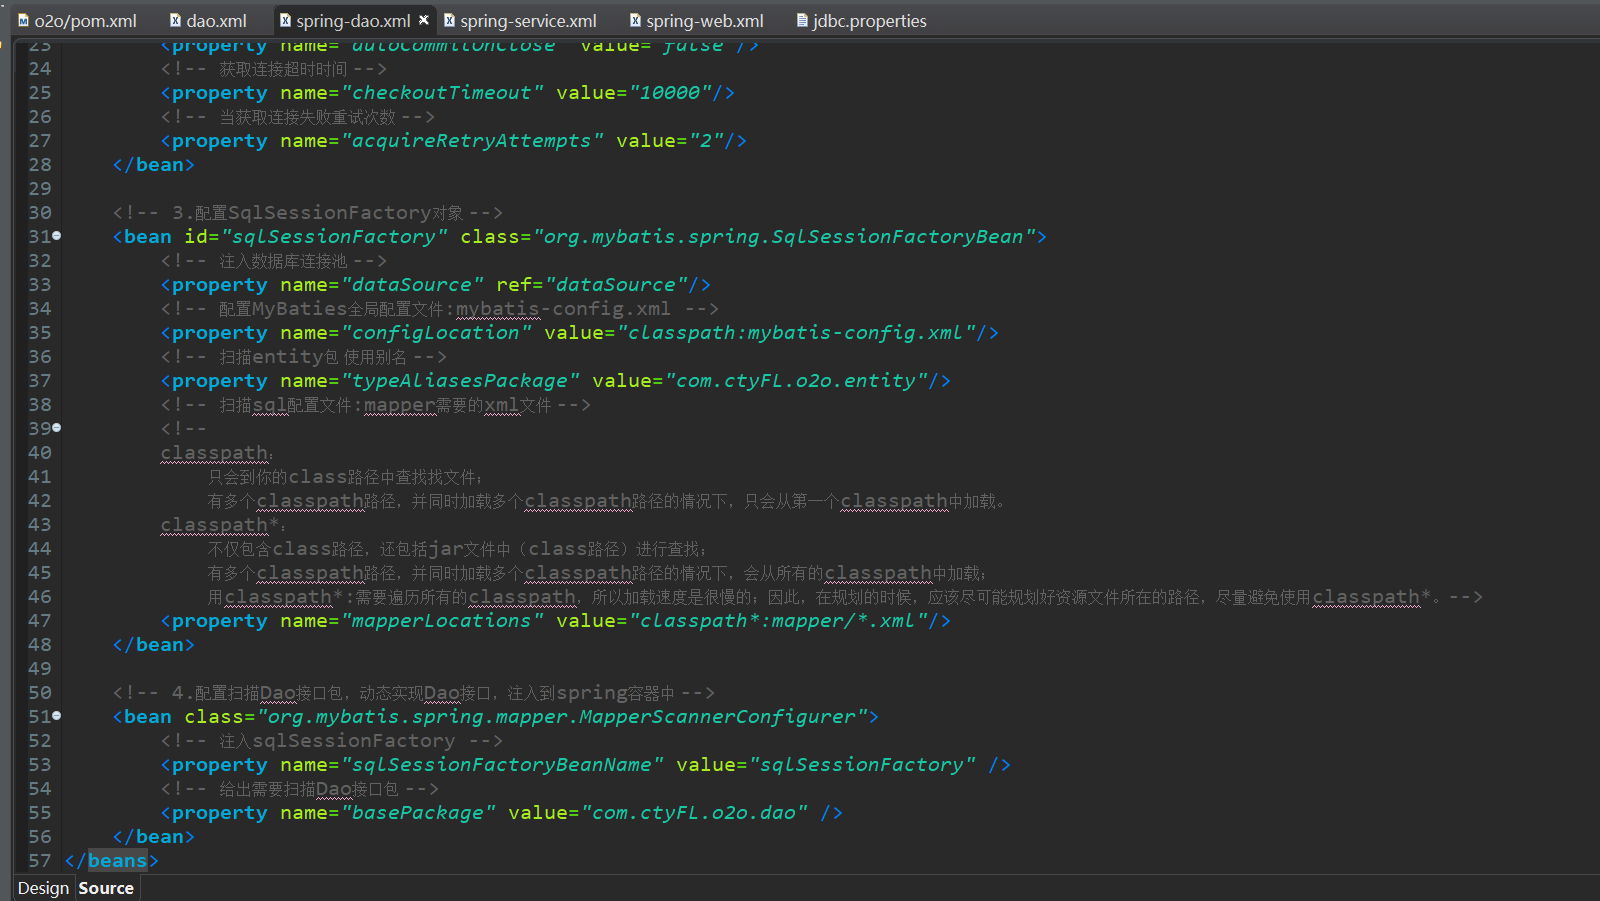 o2o/pom.xml dao.xml spring-dao.xml spring-service.xml spring-web.xml jdbc.properties
23 <property name="autoCommitOnClose" value="false"/>
24 <!-- 获取连接超时时间 -->
25 <property name="checkoutTimeout" value="10000"/>
26 <!-- 当获取连接失败重试次数 -->
27 <property name="acquireRetryAttempts" value="2"/>
28 </bean>
29
30 <!-- 3.配置SqlSessionFactory对象 -->
31 <bean id="sqlSessionFactory" class="org.mybatis.spring.SqlSessionFactoryBean">
32 <!-- 注入数据库连接池 -->
33 <property name="dataSource" ref="dataSource"/>
34 <!-- 配置MyBaties全局配置文件:mybatis-config.xml -->
35 <property name="configLocation" value="classpath:mybatis-config.xml"/>
36 <!-- 扫描entity包 使用别名 -->
37 <property name="typeAliasesPackage" value="com.ctyFL.o2o.entity"/>
38 <!-- 扫描sql配置文件:mapper需要的xml文件 -->
39 <!--
40 classpath：
41 只会到你的class路径中查找找文件；
42 有多个classpath路径，并同时加载多个classpath路径的情况下，只会从第一个classpath中加载。
43 classpath*：
44 不仅包含class路径，还包括jar文件中（class路径）进行查找；
45 有多个classpath路径，并同时加载多个classpath路径的情况下，会从所有的classpath中加载；
46 用classpath*:需要遍历所有的classpath，所以加载速度是很慢的；因此，在规划的时候，应该尽可能规划好资源文件所在的路径，尽量避免使用classpath*。-->
47 <property name="mapperLocations" value="classpath*:mapper/*.xml"/>
48 </bean>
49
50 <!-- 4.配置扫描Dao接口包，动态实现Dao接口，注入到spring容器中 -->
51 <bean class="org.mybatis.spring.mapper.MapperScannerConfigurer">
52 <!-- 注入sqlSessionFactory -->
53 <property name="sqlSessionFactoryBeanName" value="sqlSessionFactory" />
54 <!-- 给出需要扫描Dao接口包 -->
55 <property name="basePackage" value="com.ctyFL.o2o.dao" />
56 </bean>
57 </beans>
Design Source